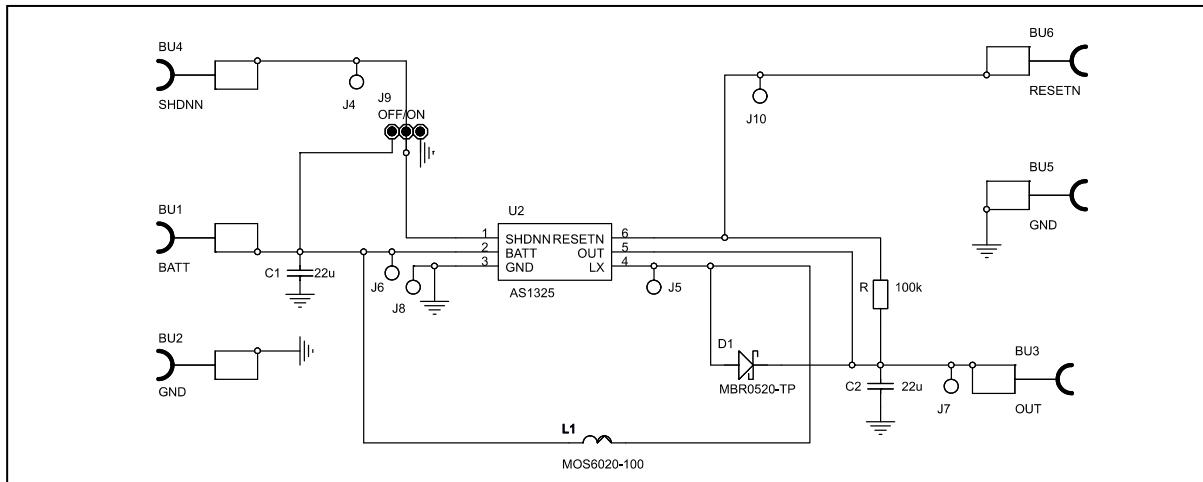 BU4
SHDNN
J4
J9
OFF/ON
BU6
RESETN
J10
BU1
BATT
C1 22u
BU5
GND
U2
1 SHDNN RESETN 6
2 BATT OUT 5
3 GND LX 4
AS1325
J6
J8
J5
R 100k
BU2
GND
D1
MBR0520-TP
C2 22u
J7
BU3
OUT
L1
MOS6020-100